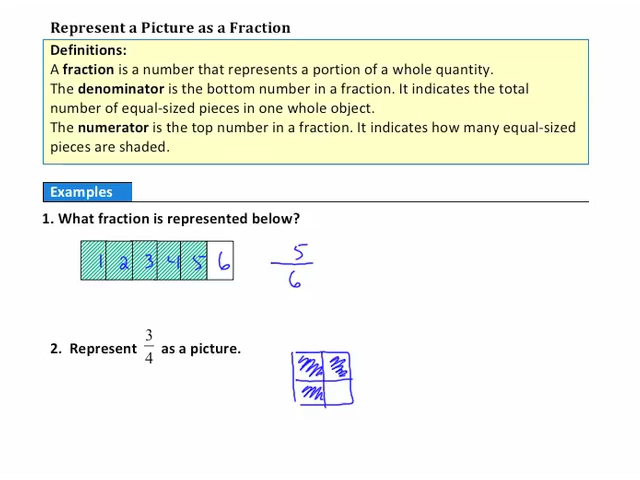 Represent a Picture as a Fraction
Definitions:
A fraction is a number that represents a portion of a whole quantity.
The denominator is the bottom number in a fraction. It indicates the total
number of equal-sized pieces in one whole object.
The numerator is the top number in a fraction. It indicates how many equal-sized
pieces are shaded.
Examples
1. What fraction is represented below?
1 2 3 4 5 6
5
6
2. Represent 3/4 as a picture.